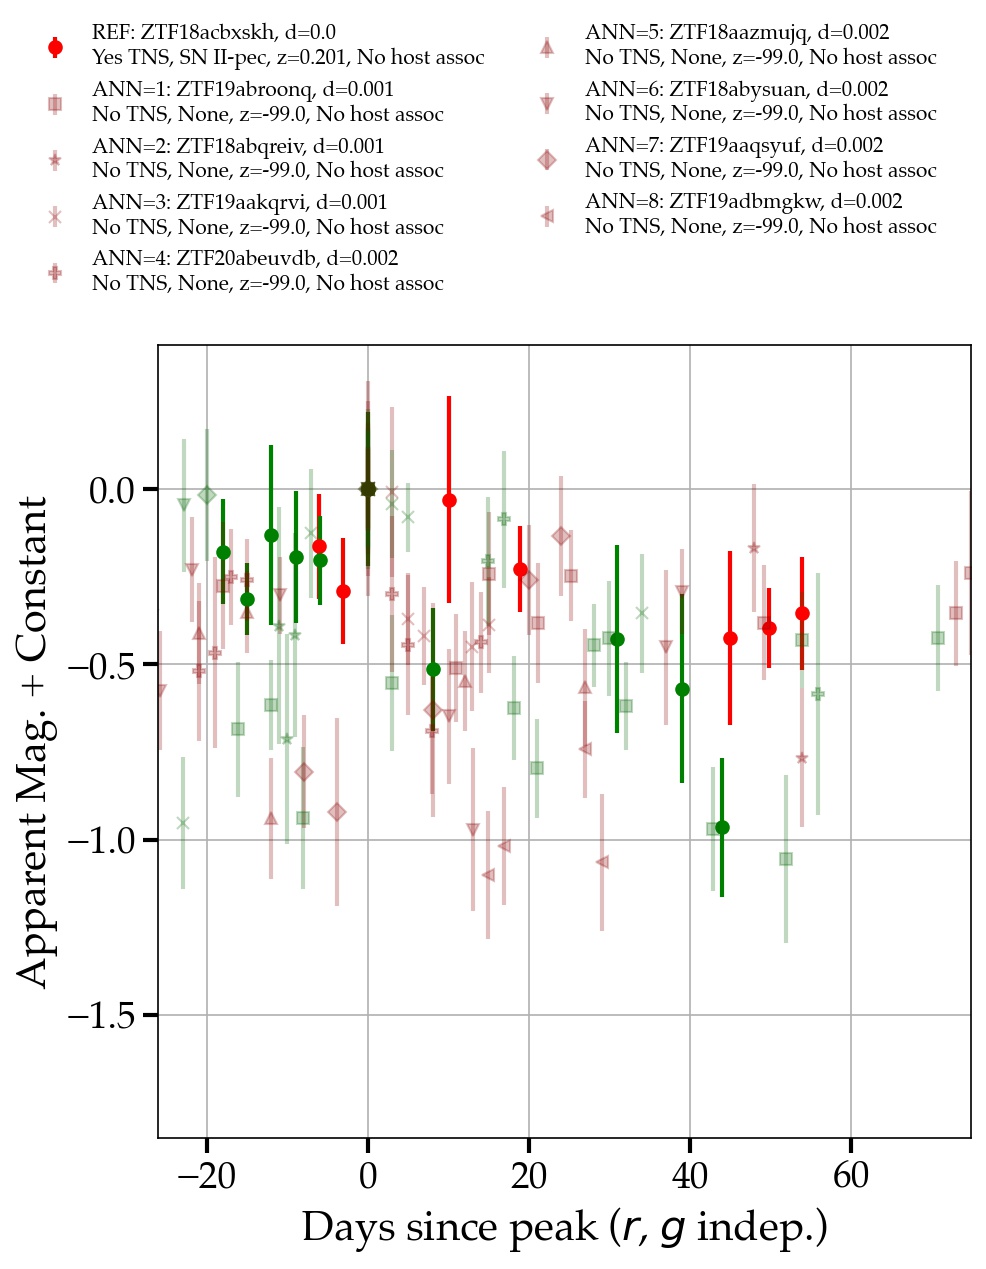 REF: ZTF18acbxskh, d=0.0
Yes TNS, SN II-pec, z=0.201, No host assoc
ANN=1: ZTF19abroonq, d=0.001
No TNS, None, z=-99.0, No host assoc
ANN=2: ZTF18abqreiv, d=0.001
No TNS, None, z=-99.0, No host assoc
ANN=3: ZTF19aakqrvi, d=0.001
No TNS, None, z=-99.0, No host assoc
ANN=4: ZTF20abeuvdb, d=0.002
No TNS, None, z=-99.0, No host assoc
ANN=5: ZTF18aazmujq, d=0.002
No TNS, None, z=-99.0, No host assoc
ANN=6: ZTF18abysuan, d=0.002
No TNS, None, z=-99.0, No host assoc
ANN=7: ZTF19aaqsyuf, d=0.002
No TNS, None, z=-99.0, No host assoc
ANN=8: ZTF19adbmgkw, d=0.002
No TNS, None, z=-99.0, No host assoc
Apparent Mag. + Constant
0.0
−0.5
−1.0
−1.5
−20 0 20 40 60
Days since peak (r, g indep.)